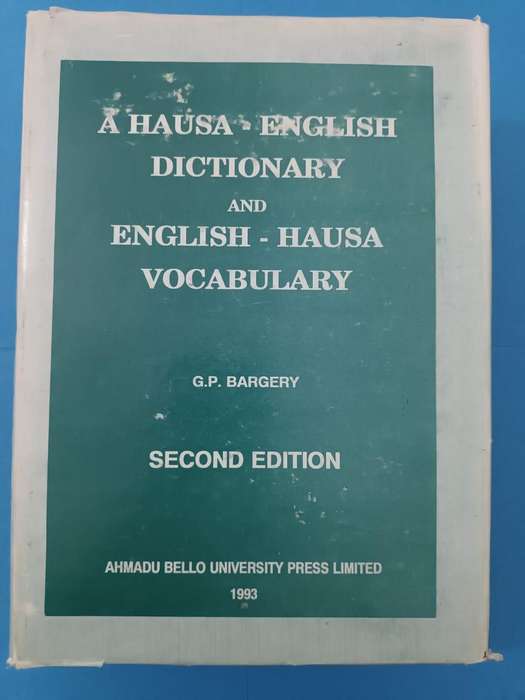 A HAUSA - ENGLISH
DICTIONARY
AND
ENGLISH - HAUSA
VOCABULARY
G.P. BARGERY
SECOND EDITION
AHMADU BELLO UNIVERSITY PRESS LIMITED
1993